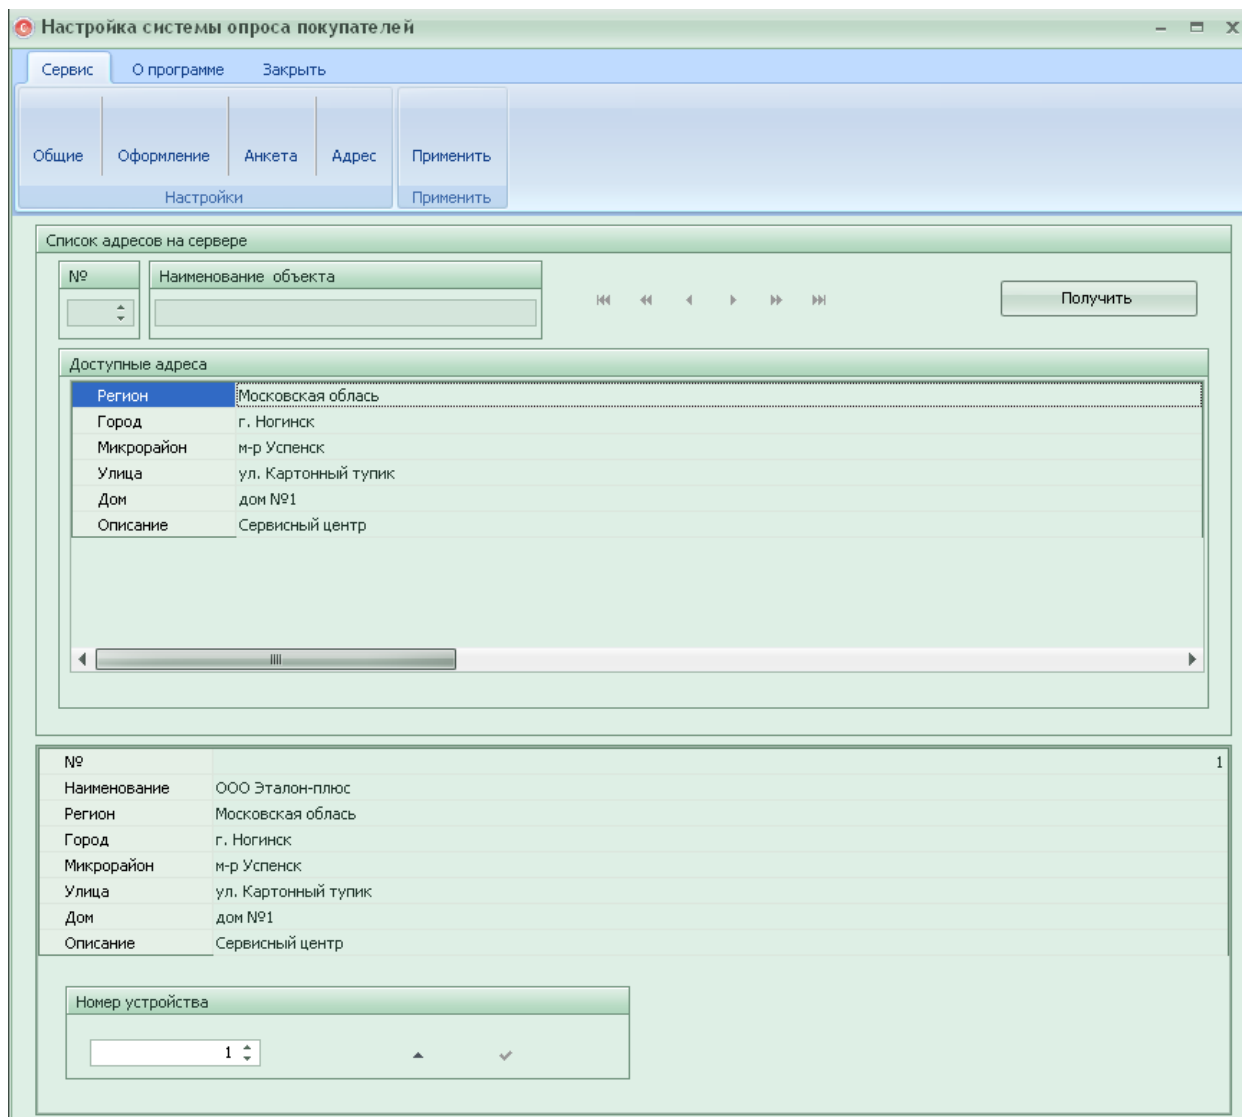 Настройка системы опроса покупателей
Сервис О программе Закрыть
Общие Оформление Анкета Адрес Применить
Настройки Применить
Список адресов на сервере
№ Наименование объекта
Получить
Доступные адреса
Регион Московская облась
Город г. Ногинск
Микрорайон м-р Успенск
Улица ул. Картонный тупик
Дом дом №1
Описание Сервисный центр
№ 1
Наименование ООО Эталон-плюс
Регион Московская облась
Город г. Ногинск
Микрорайон м-р Успенск
Улица ул. Картонный тупик
Дом дом №1
Описание Сервисный центр
Номер устройства
1